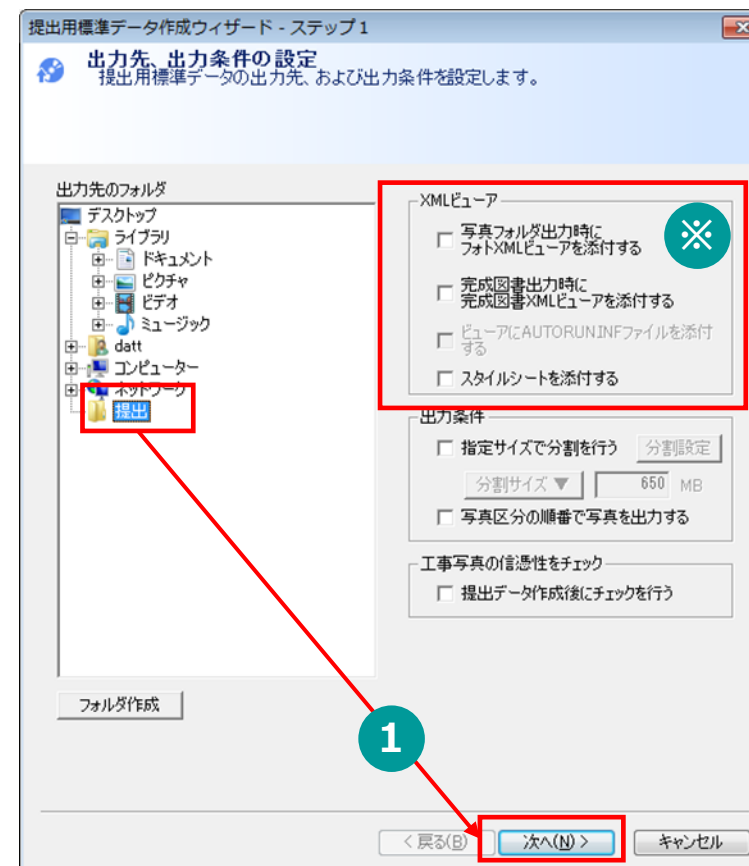 提出用標準データ作成ウィザード - ステップ1
出力先、出力条件の設定
提出用標準データの出力先、および出力条件を設定します。
出力先のフォルダ
デスクトップ
ライブラリ
ドキュメント
ピクチャ
ビデオ
ミュージック
datt
コンピューター
ネットワーク
提出
フォルダ作成
XMLビューア
※
写真フォルダ出力時に
フォトXMLビューアを添付する
完成図書出力時に
完成図書XMLビューアを添付する
ビューアにAUTORUN.INFファイルを添付
する
スタイルシートを添付する
出力条件
指定サイズで分割を行う 分割設定
分割サイズ ▼ 650 MB
写真区分の順番で写真を出力する
工事写真の信憑性をチェック
提出データ作成後にチェックを行う
1
< 戻る(B) 次へ(N) > キャンセル